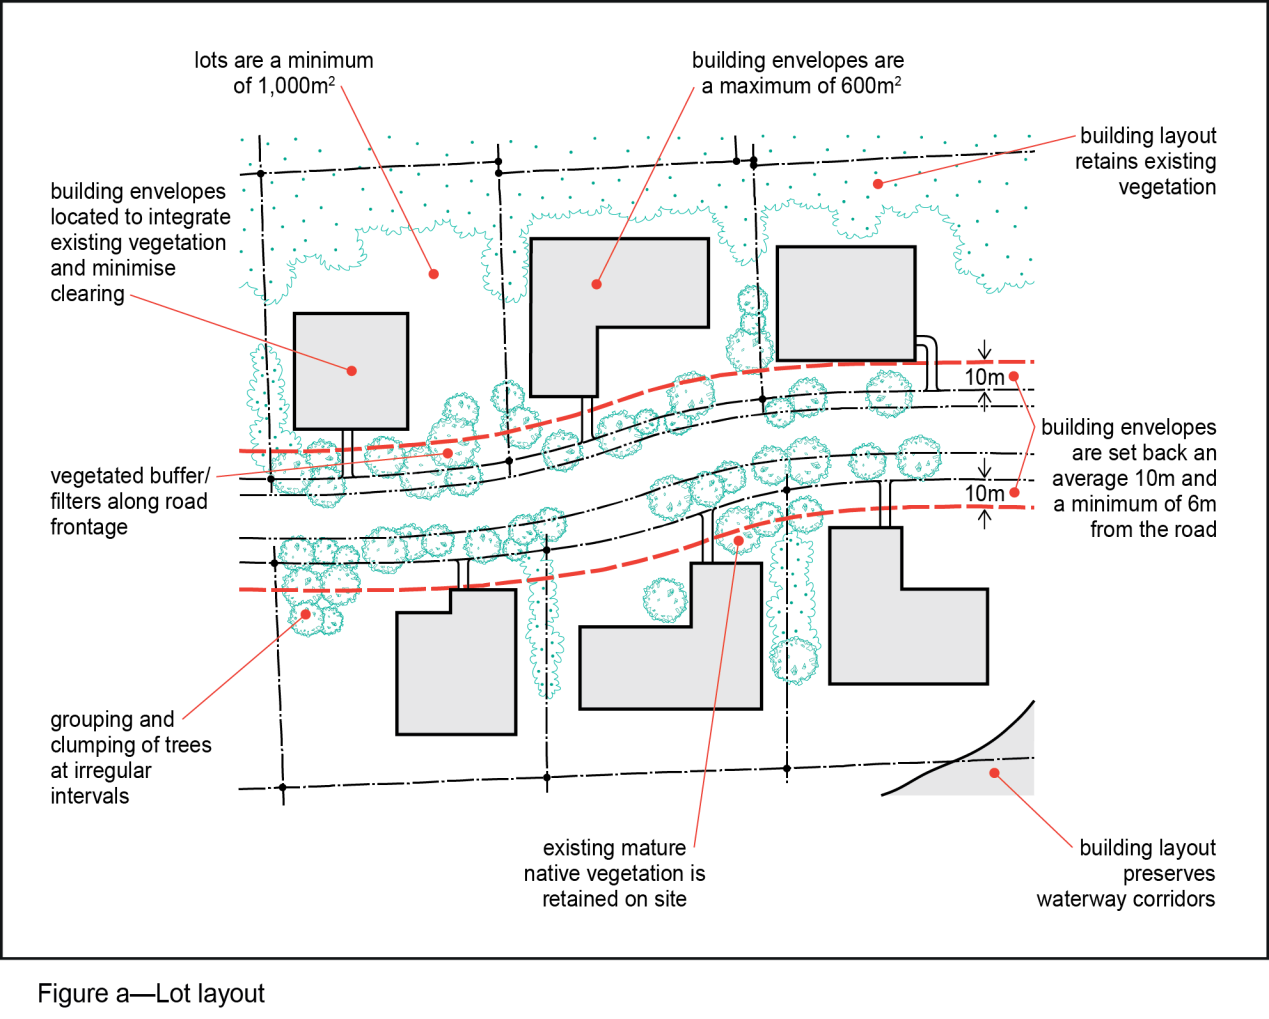 lots are a minimum
of 1,000m²
building envelopes are
a maximum of 600m²
building layout
retains existing
vegetation
building envelopes
located to integrate
existing vegetation
and minimise
clearing
10m
building envelopes
are set back an
average 10m and
a minimum of 6m
from the road
vegetated buffer/
filters along road
frontage
10m
grouping and
clumping of trees
at irregular
intervals
existing mature
native vegetation is
retained on site
building layout
preserves
waterway corridors
Figure a—Lot layout